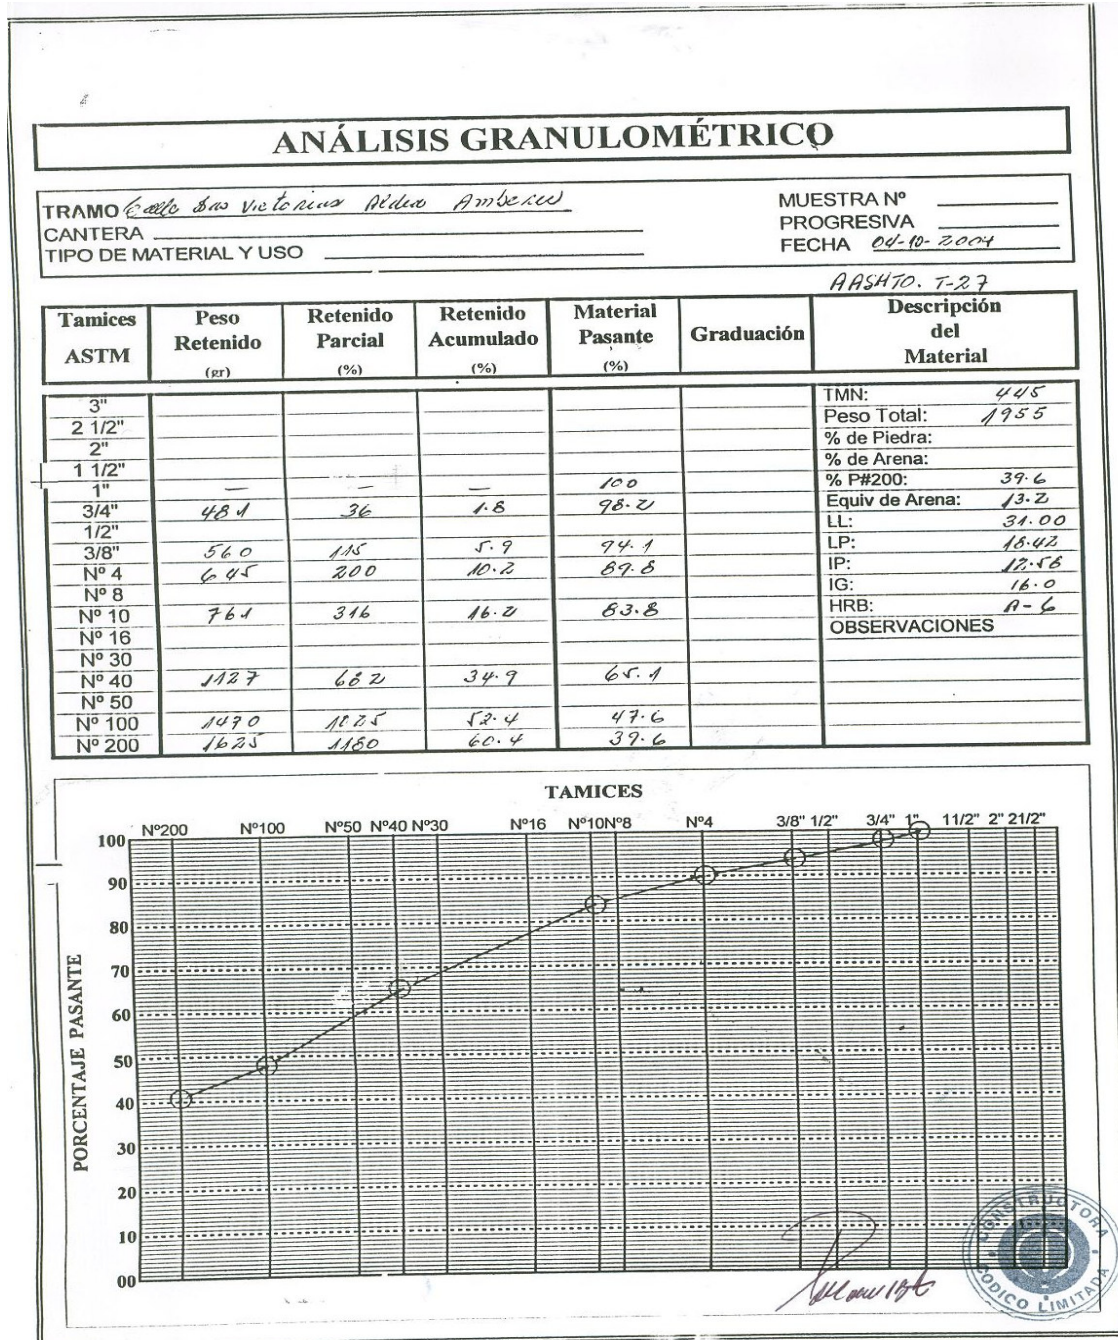 ANÁLISIS GRANULOMÉTRICO
TRAMO Calle Las Victorias Aldea
CANTERA
TIPO DE MATERIAL Y USO
MUESTRA Nº
PROGRESIVA
FECHA 04-10-2004
AASHTO. T-27
Tamices ASTM Peso Retenido (gr) Retenido Parcial (%) Retenido Acumulado (%) Material Pasante (%) Graduación Descripción del Material
3" TMN: 445
2 1/2" Peso Total: 1955
2" % de Piedra:
1 1/2" % de Arena:
1" — — — 100 % P#200: 39.6
3/4" 481 36 1.8 98.2 Equiv de Arena: 13.2
1/2" LL: 31.00
3/8" 560 115 5.9 94.1 LP: 18.42
Nº 4 645 200 10.2 89.8 IP: 12.58
Nº 8 IG: 16.0
Nº 10 761 316 16.2 83.8 HRB: A-6
Nº 16 OBSERVACIONES
Nº 30
Nº 40 1127 682 34.9 65.1
Nº 50
Nº 100 1470 1025 52.4 47.6
Nº 200 1625 1180 60.4 39.6
TAMICES
Nº200 Nº100 Nº50 Nº40 Nº30 Nº16 Nº10 Nº8 Nº4 3/8" 1/2" 3/4" 1" 11/2" 2" 21/2"
PORCENTAJE PASANTE
100
90
80
70
60
50
40
30
20
10
00
CONSTRUCTORA
CODICO LIMITADA